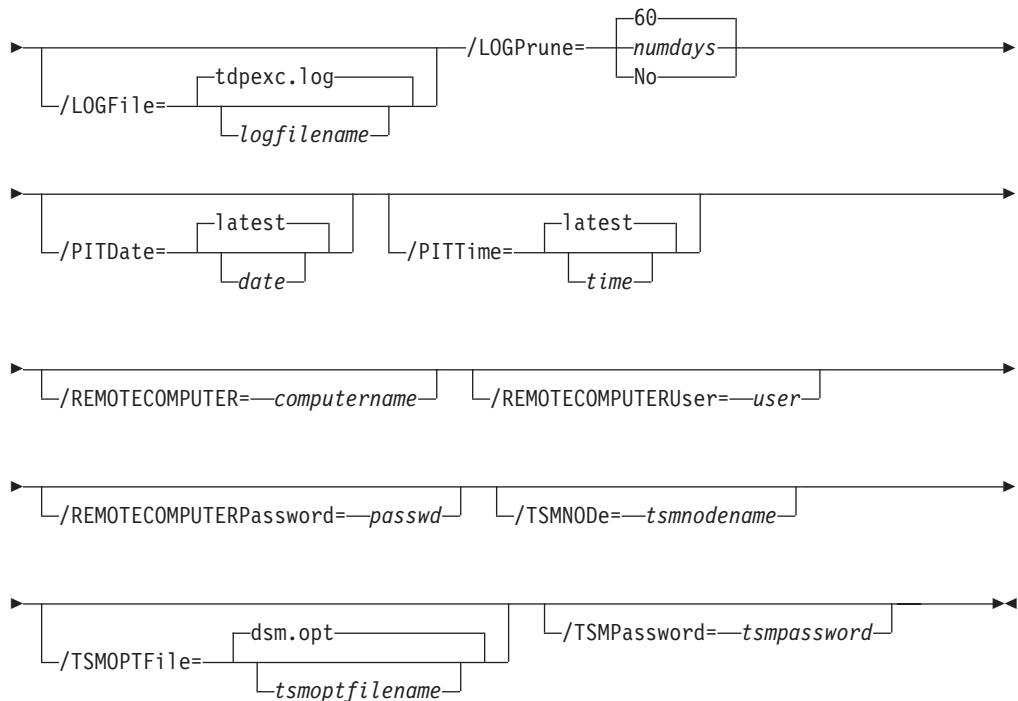 60
tdpexc.log /LOGPrune= numdays
/LOGFile= No
logfilename
latest latest
/PITDate= /PITTime=
date time
/REMOTECOMPUTER= computername /REMOTECOMPUTERUser= user
/REMOTECOMPUTERPassword= passwd /TSMNODe= tsmnodename
dsm.opt /TSMPassword= tsmpassword
/TSMOPTFile=
tsmoptfilename